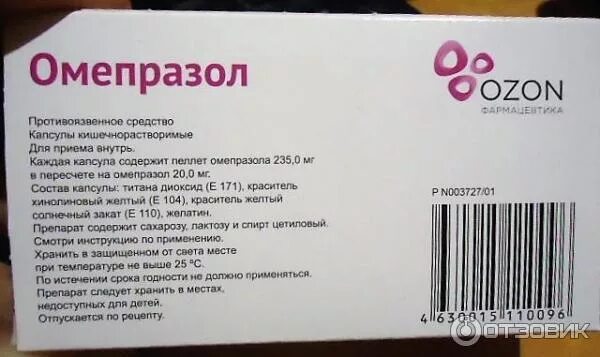 Омепразол
OZON
ФАРМАЦЕВТИКА
Противоязвенное средство
Капсулы кишечнорастворимые
Для приема внутрь.
Каждая капсула содержит пеллет омепразола 235,0 мг
в пересчете на омепразол 20,0 мг.
Состав капсулы: титана диоксид (Е 171), краситель
хинолиновый желтый (Е 104), краситель желтый
солнечный закат (Е 110), желатин.
Препарат содержит сахарозу, лактозу и спирт цетиловый.
Смотри инструкцию по применению.
Хранить в защищенном от света месте
при температуре не выше 25 ºС.
По истечении срока годности не должно применяться.
Препарат следует хранить в местах,
недоступных для детей.
Отпускается по рецепту.
Р N003727/01
4 630015 110096
ОТЗОВИК